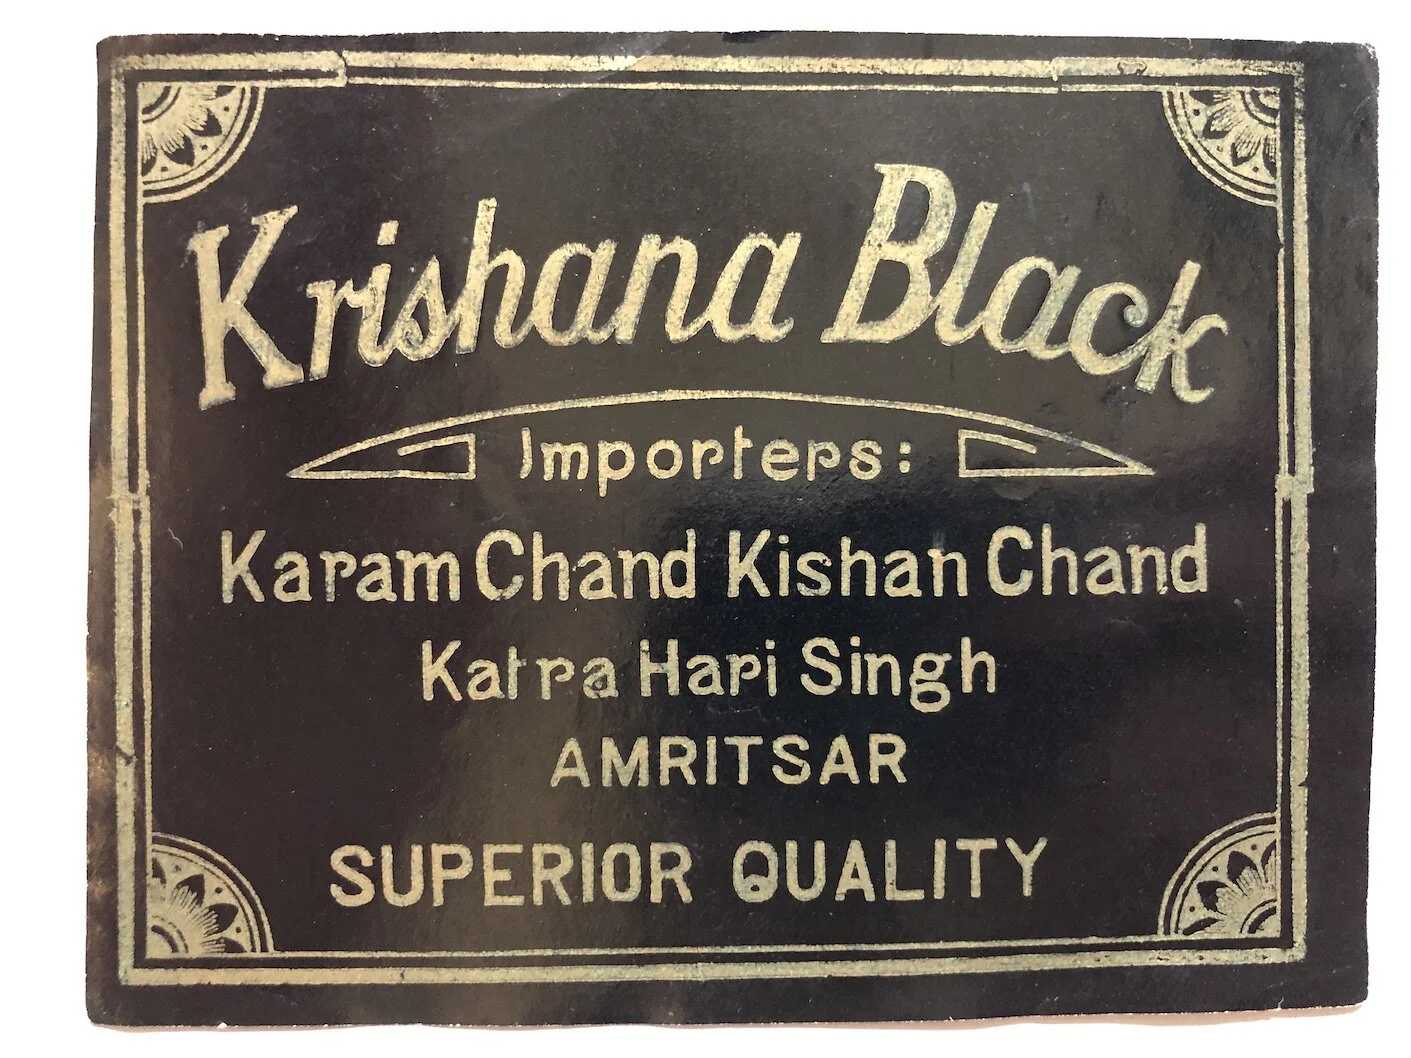 Krishana Black
Importers:
Karam Chand Kishan Chand
Katra Hari Singh
AMRITSAR
SUPERIOR QUALITY